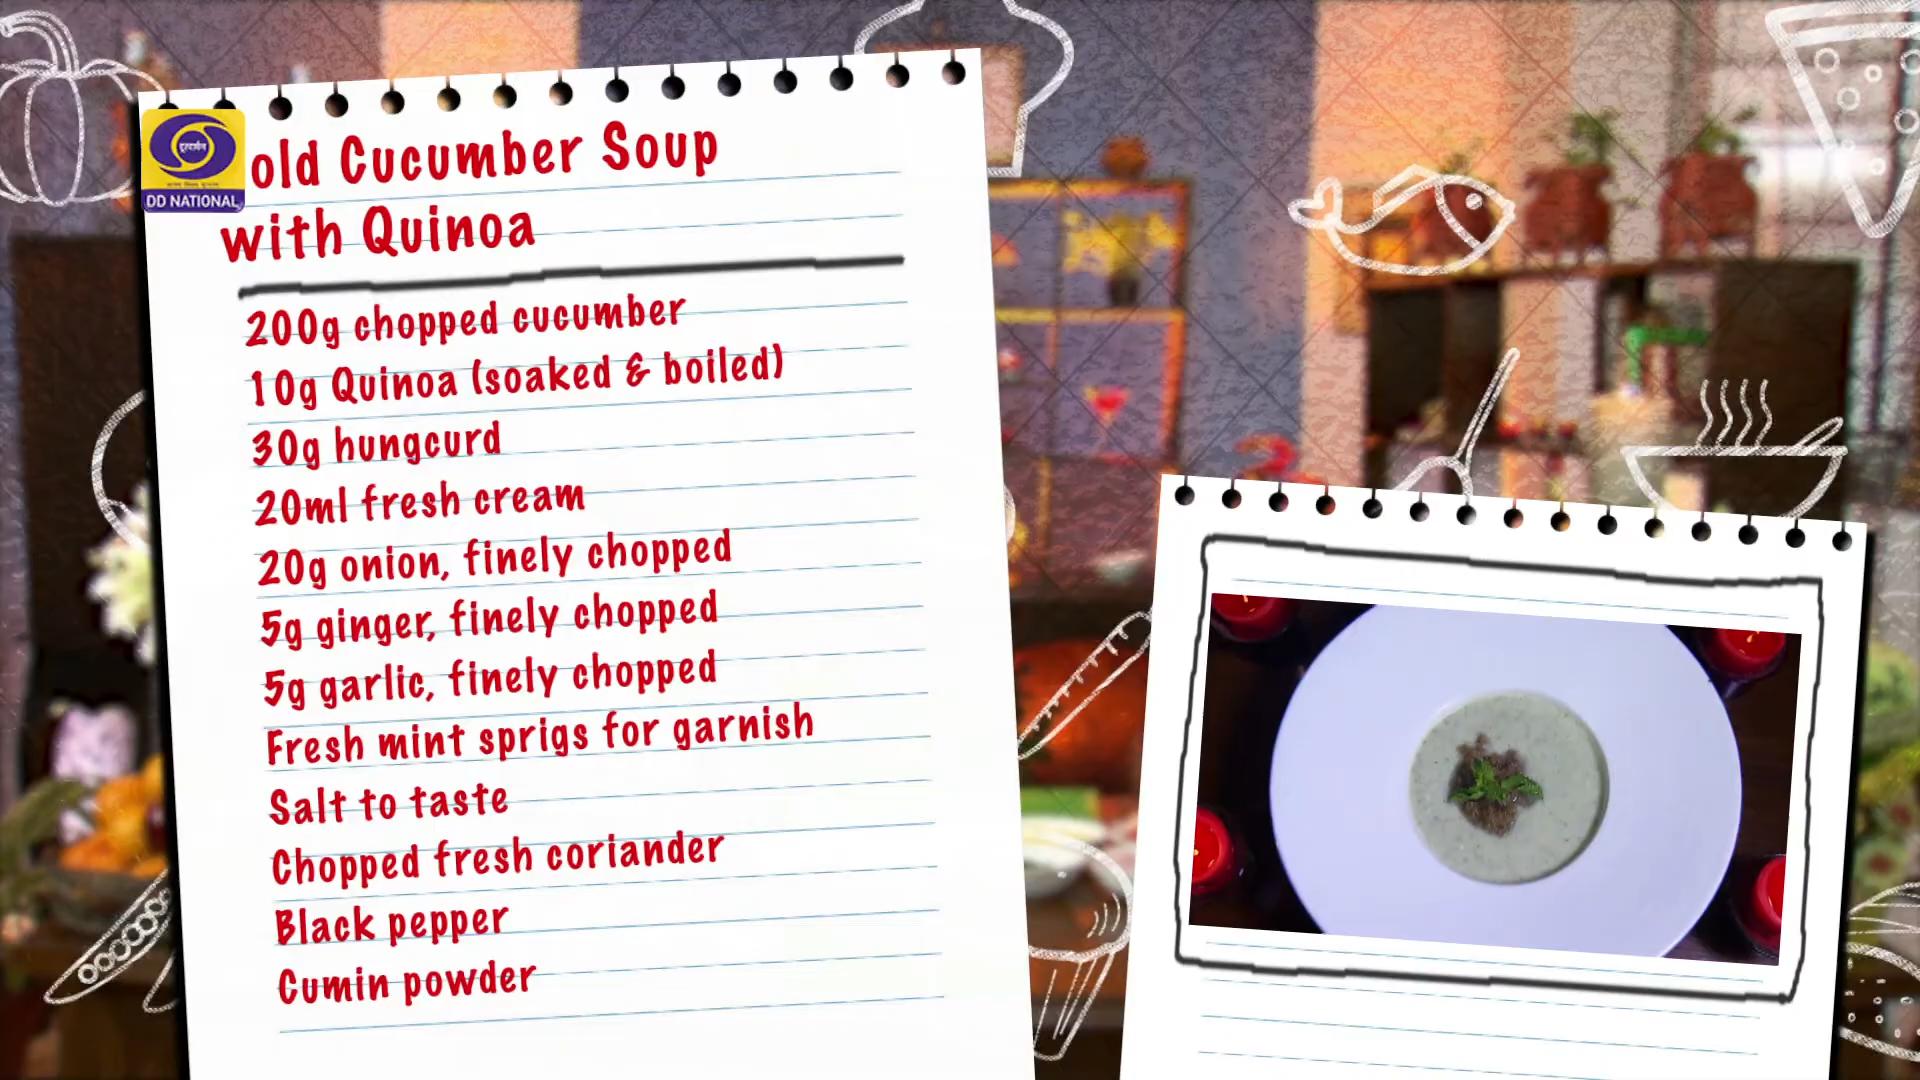 दूरदर्शन
DD NATIONAL
old Cucumber Soup
with Quinoa
200g chopped cucumber
10g Quinoa (soaked & boiled)
30g hungcurd
20ml fresh cream
20g onion, finely chopped
5g ginger, finely chopped
5g garlic, finely chopped
Fresh mint sprigs for garnish
Salt to taste
Chopped fresh coriander
Black pepper
Cumin powder